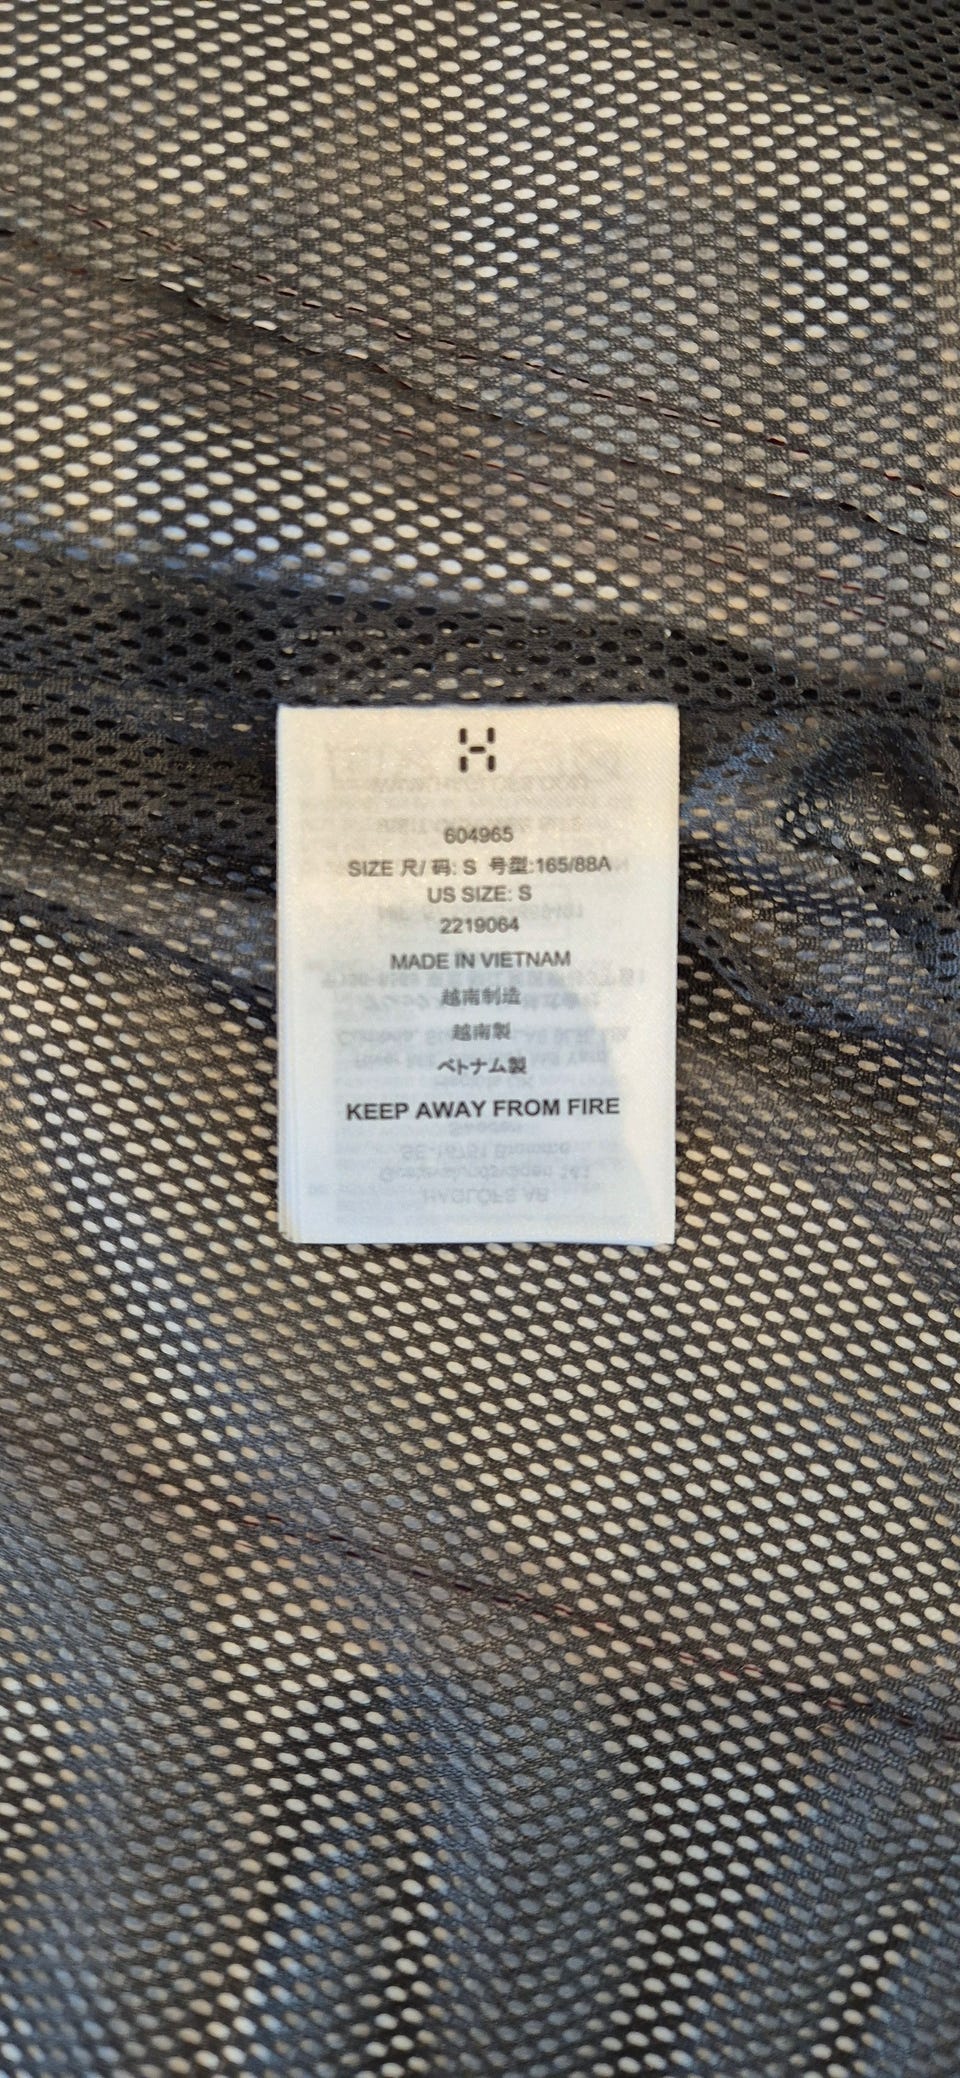 604965
SIZE 尺/ 码: S 号型:165/88A
US SIZE: S
2219064
MADE IN VIETNAM
越南制造
越南製
ベトナム製
KEEP AWAY FROM FIRE